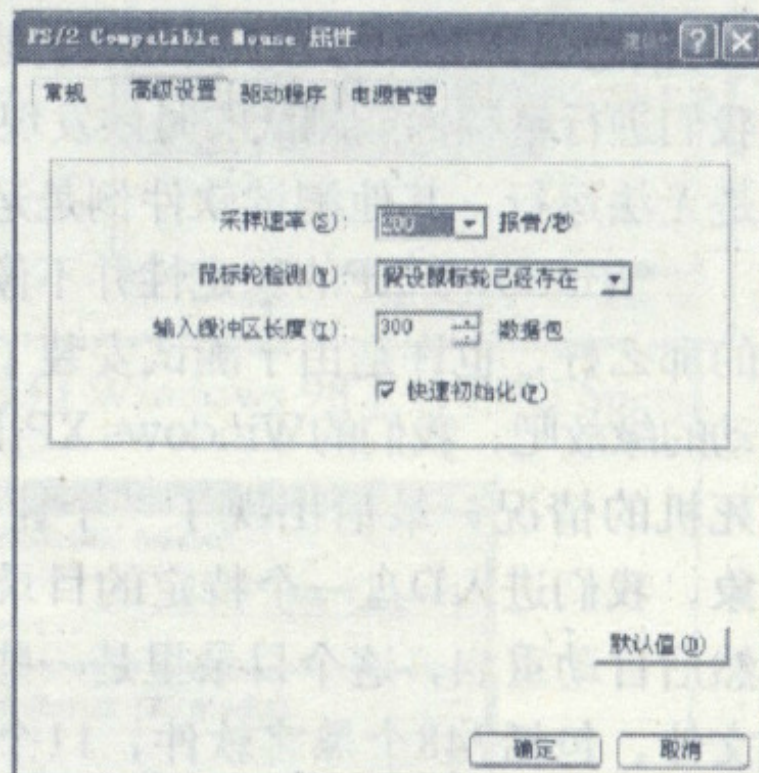 PS/2 Compatible Mouse 属性
常规 高级设置 驱动程序 电源管理
采样速率(S): 200 报告/秒
鼠标轮检测(W): 假设鼠标轮已经存在
输入缓冲区长度(I): 300 数据包
快速初始化(F)
默认值(D)
确定 取消